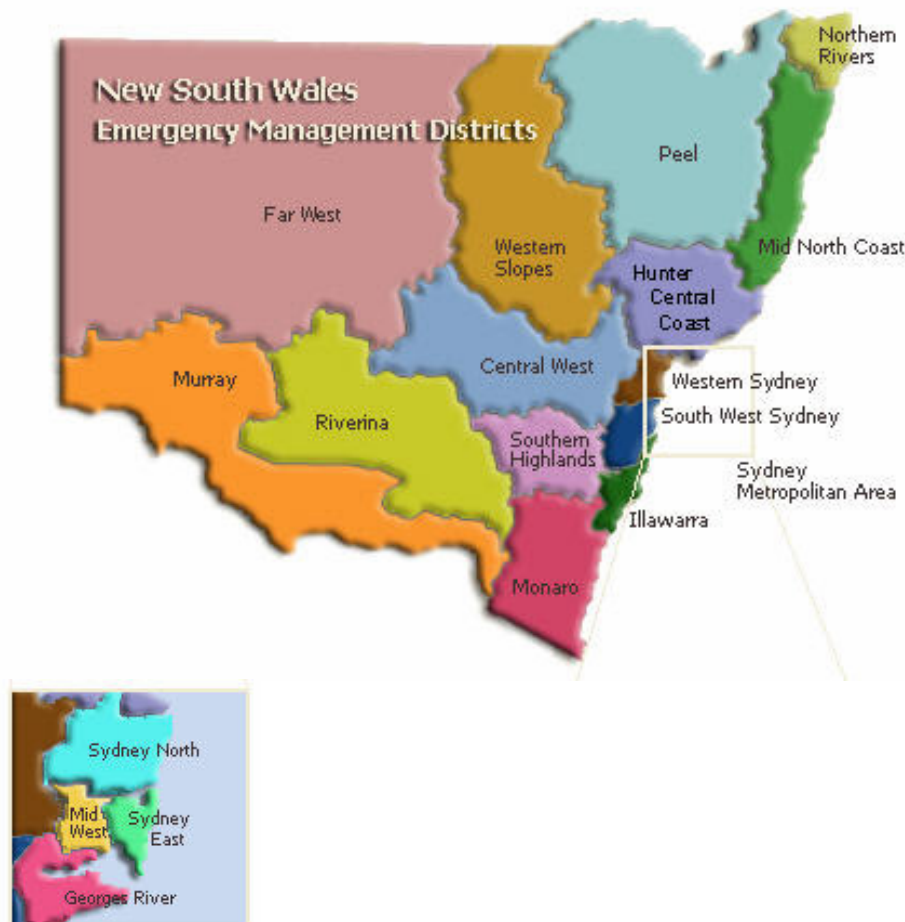 New South Wales
Emergency Management Districts
Northern
Rivers
Peel
Far West
Western
Slopes
Mid North Coast
Hunter
Central
Coast
Central West
Murray
Western Sydney
Riverina
South West Sydney
Southern
Highlands
Sydney
Metropolitan Area
Illawarra
Monaro
Sydney North
Mid
West
Sydney
East
Georges River